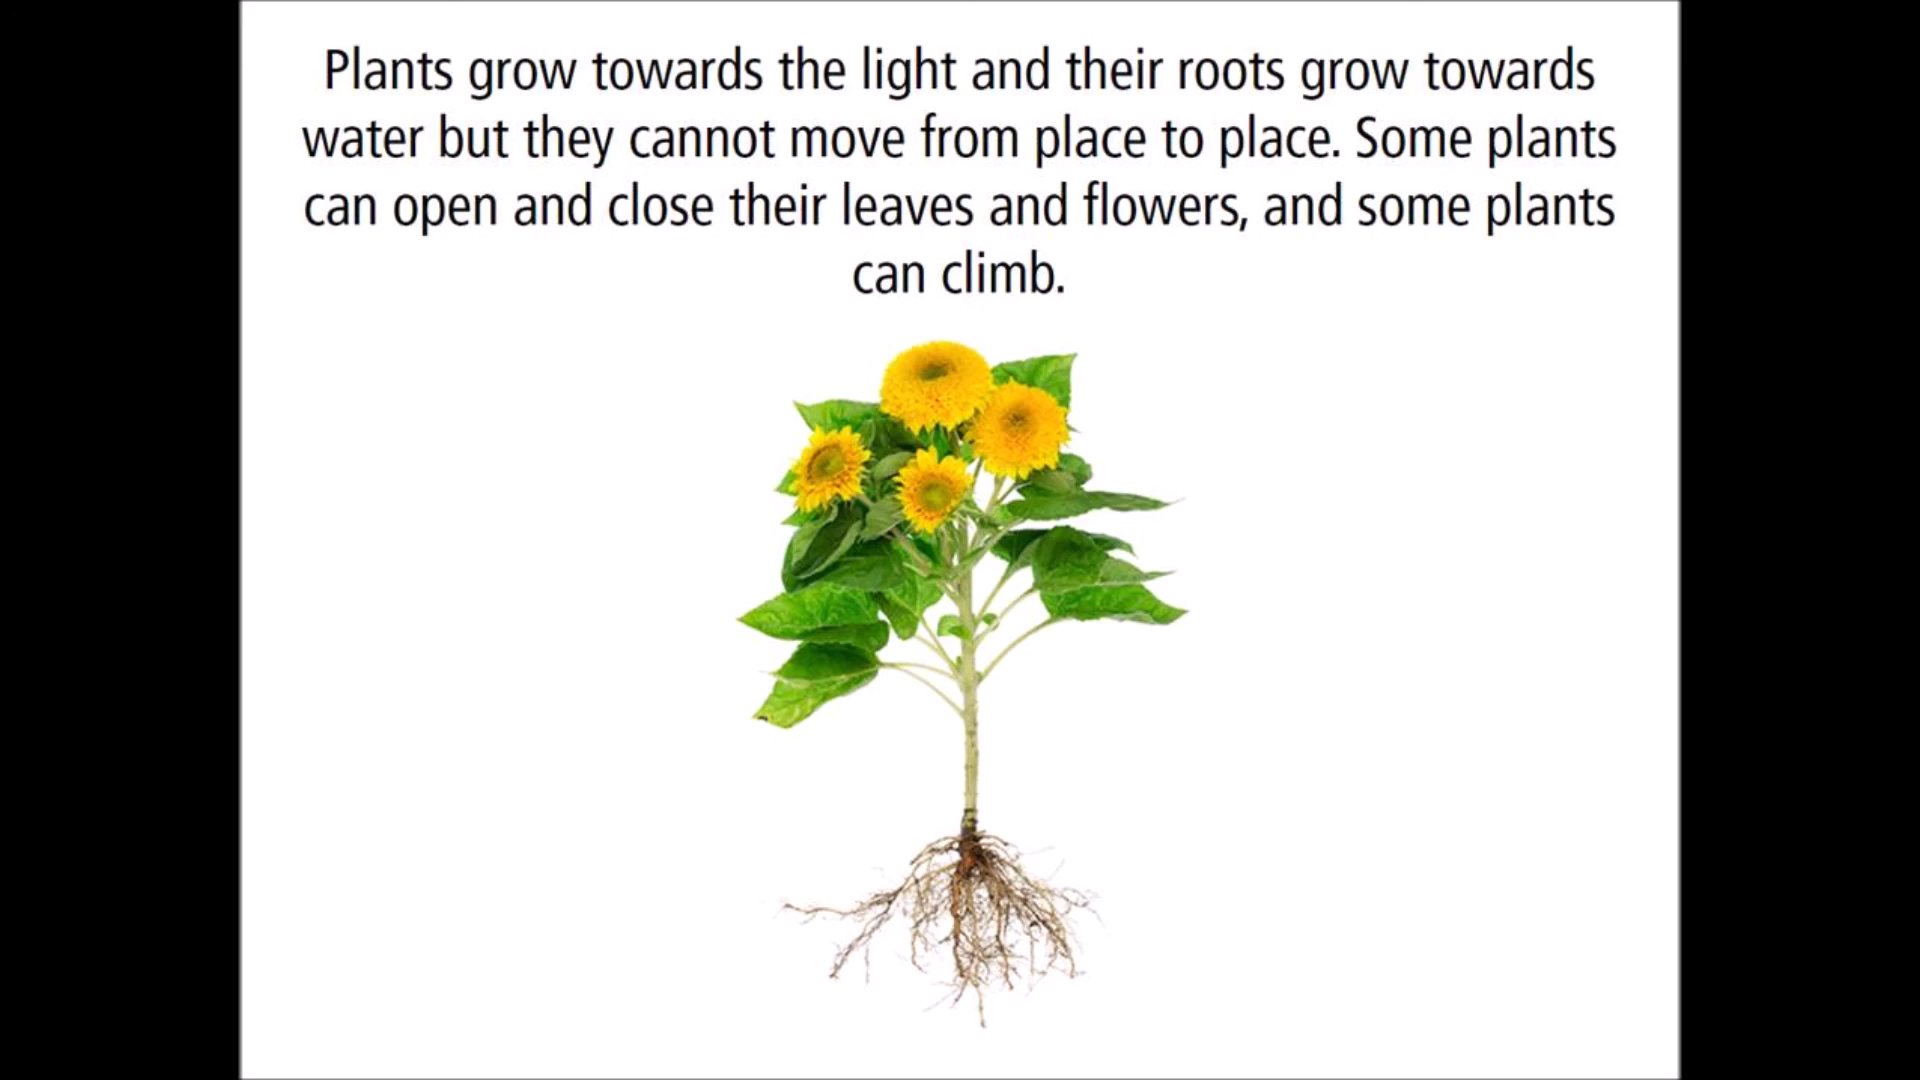 Plants grow towards the light and their roots grow towards
water but they cannot move from place to place. Some plants
can open and close their leaves and flowers, and some plants
can climb.